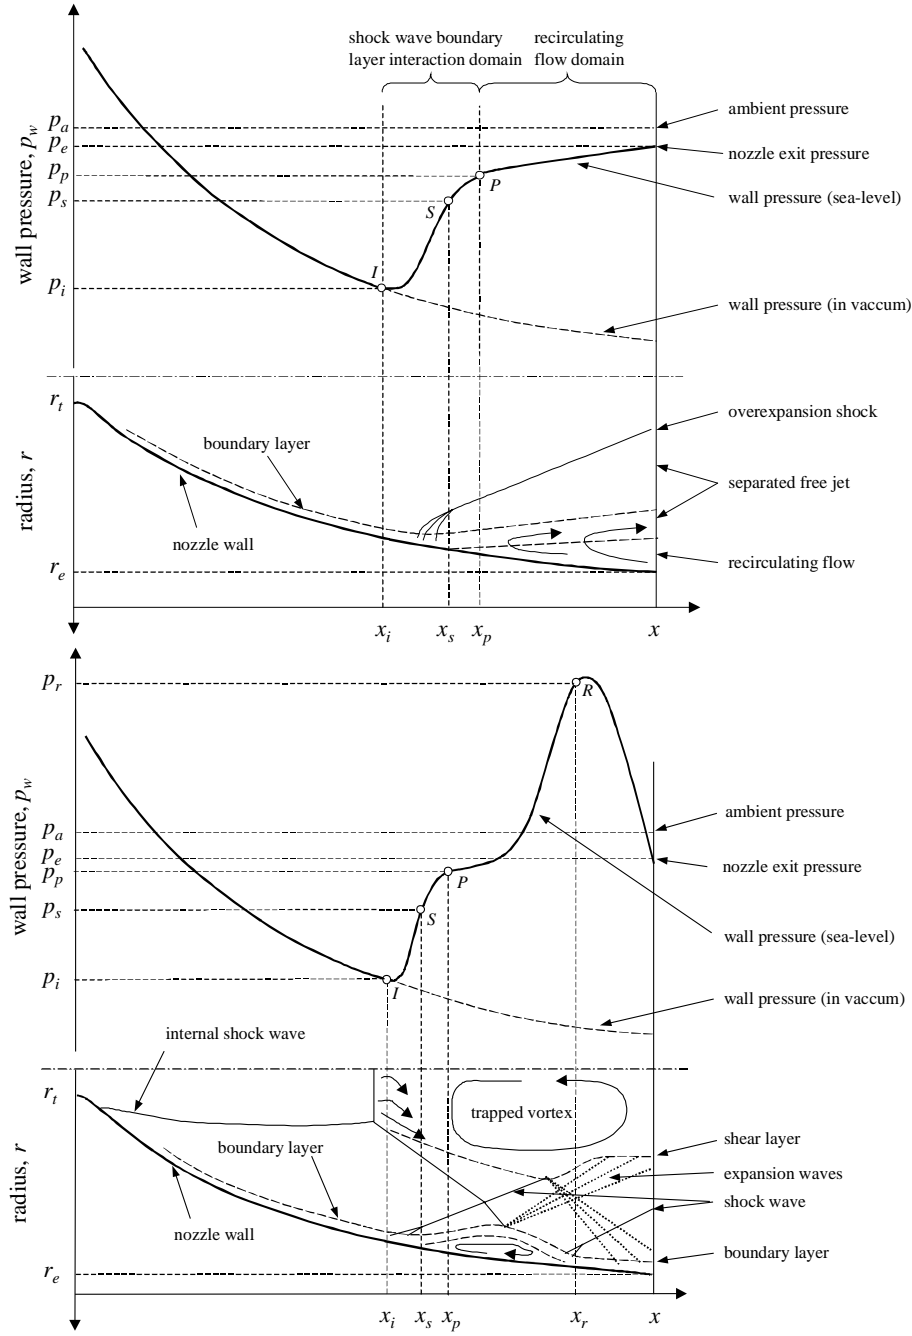 shock wave boundary
layer interaction domain
recirculating
flow domain
wall pressure, p_w
p_a
p_e
p_p
p_s
p_i
I
S
P
ambient pressure
nozzle exit pressure
wall pressure (sea-level)
wall pressure (in vaccum)
radius, r
r_t
r_e
boundary layer
nozzle wall
overexpansion shock
separated free jet
recirculating flow
x_i
x_s
x_p
x
wall pressure, p_w
p_r
p_a
p_e
p_p
p_s
p_i
I
S
P
R
ambient pressure
nozzle exit pressure
wall pressure (sea-level)
wall pressure (in vaccum)
internal shock wave
radius, r
r_t
r_e
boundary layer
nozzle wall
trapped vortex
shear layer
expansion waves
shock wave
boundary layer
x_i
x_s
x_p
x_r
x